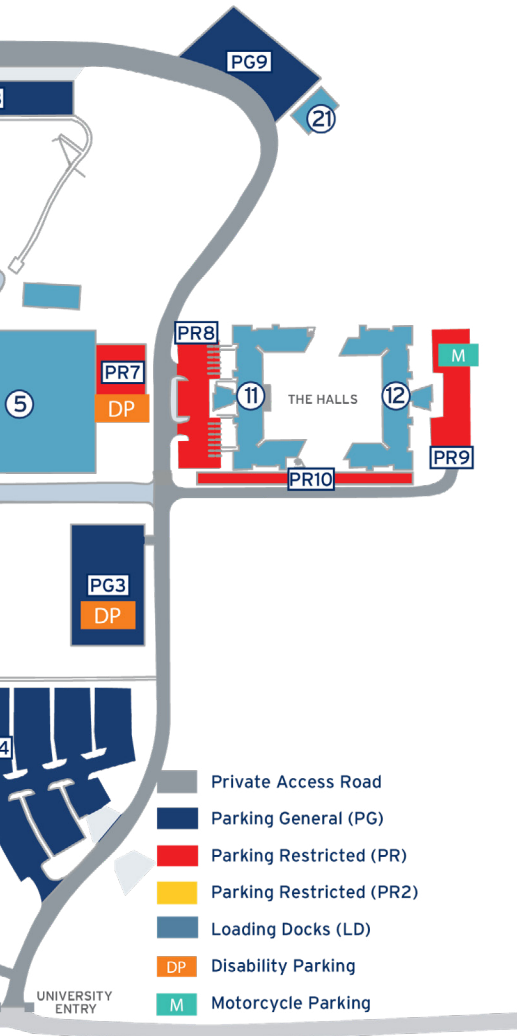 PG9
21
PR8
PR7
M
5
DP
11
THE HALLS
12
PR9
PR10
PG3
DP
4
Private Access Road
Parking General (PG)
Parking Restricted (PR)
Parking Restricted (PR2)
Loading Docks (LD)
DP Disability Parking
M Motorcycle Parking
UNIVERSITY
ENTRY